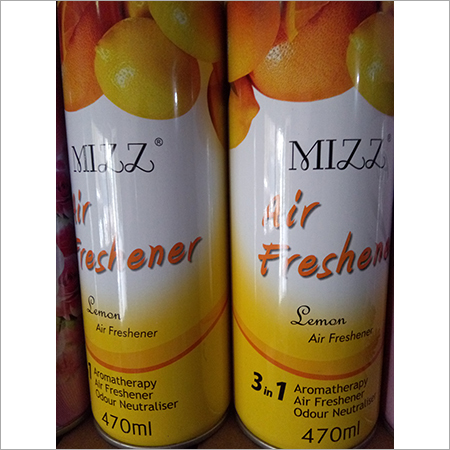 MIZZ®
Air
Freshener
Lemon
Air Freshener
1 Aromatherapy
Air Freshener
Odour Neutraliser
470ml
MIZZ
Air
Freshene
Lemon
Air Freshener
3 in 1 Aromatherapy
Air Freshener
Odour Neutraliser
470ml